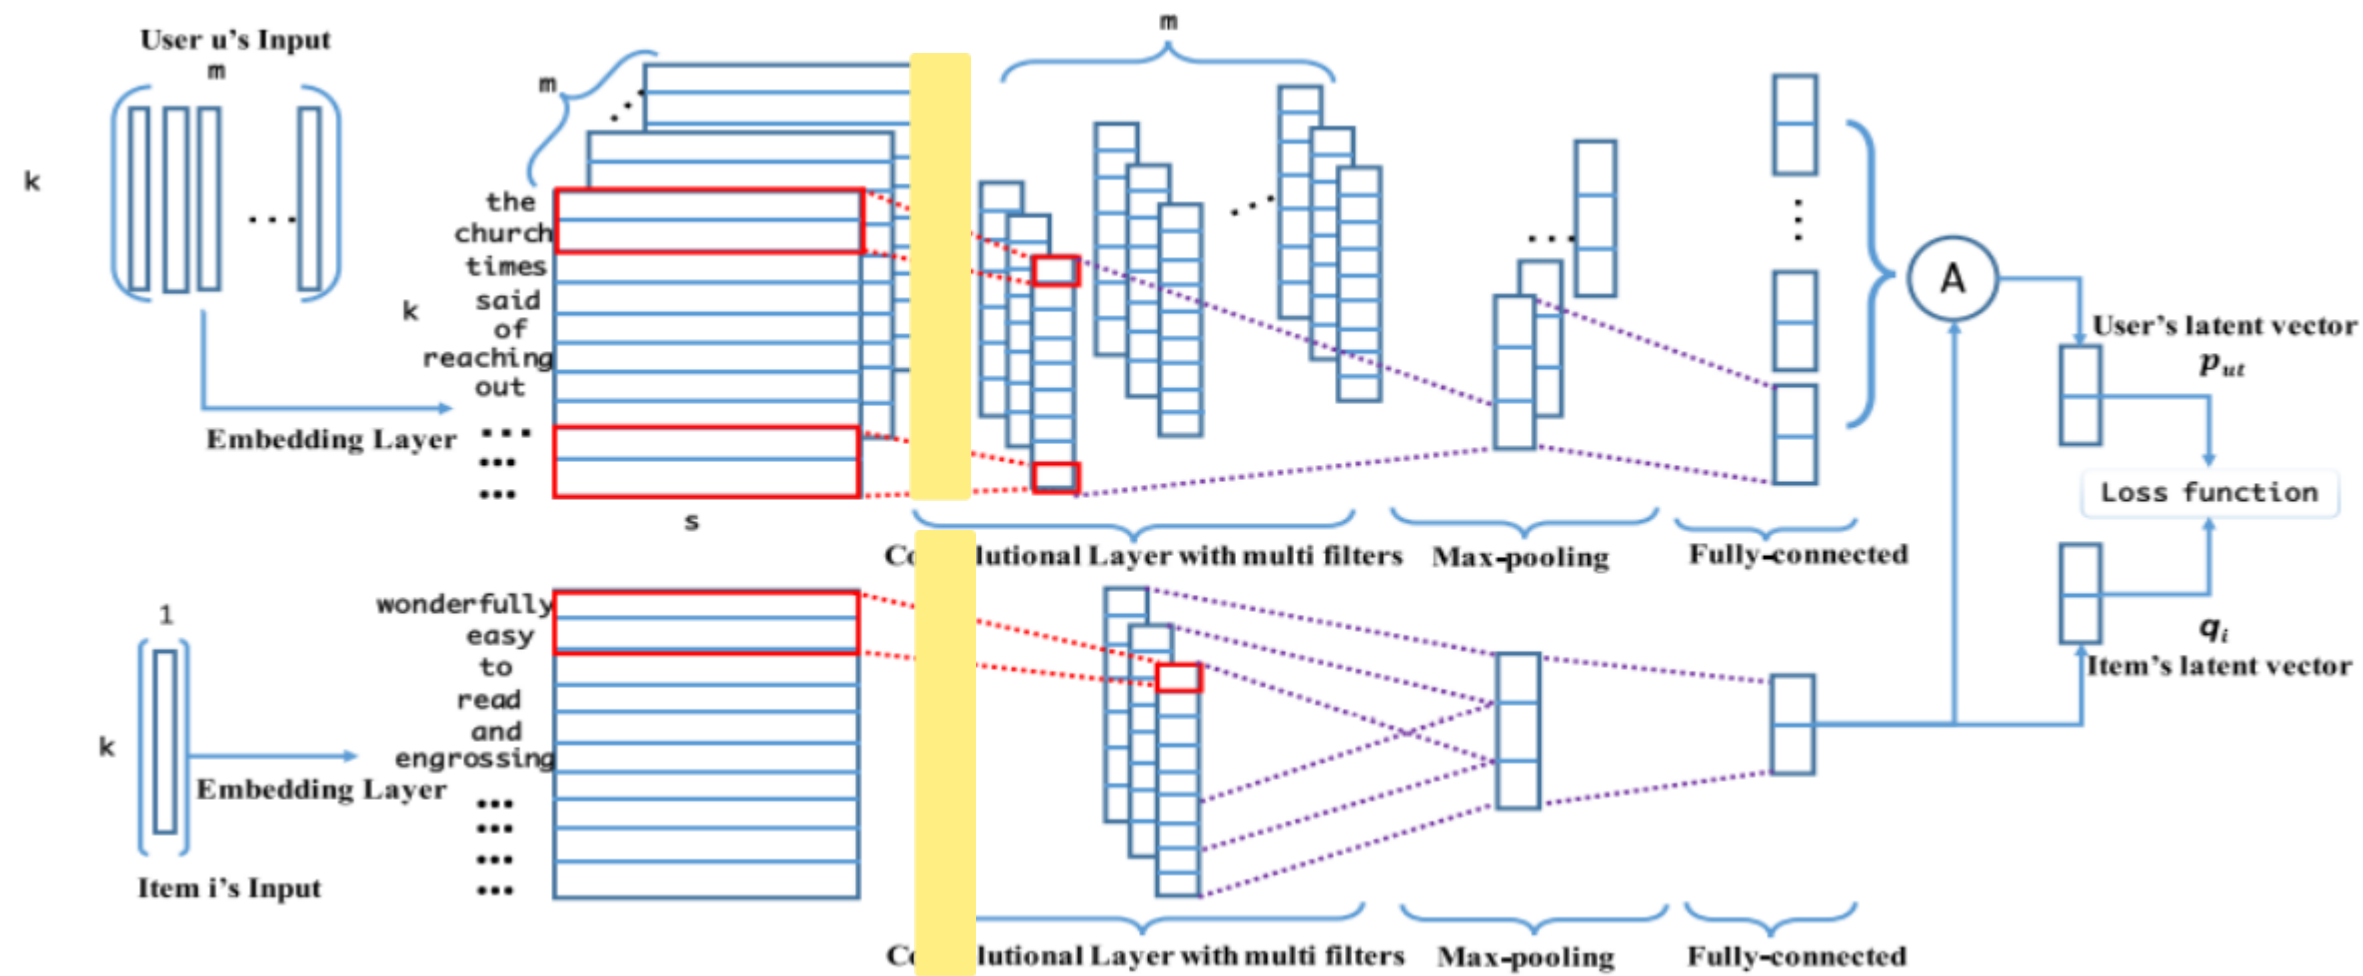 User u's Input
m
k
m
the
church
times
said
of
reaching
out
...
...
...
k
Embedding Layer
s
m
Co lutional Layer with multi filters
Max-pooling
Fully-connected
A
User's latent vector
p_ut
Loss function
q_i
Item's latent vector
1
k
Item i's Input
Embedding Layer
wonderfully
easy
to
read
and
engrossing
...
...
...
...
Co lutional Layer with multi filters
Max-pooling
Fully-connected